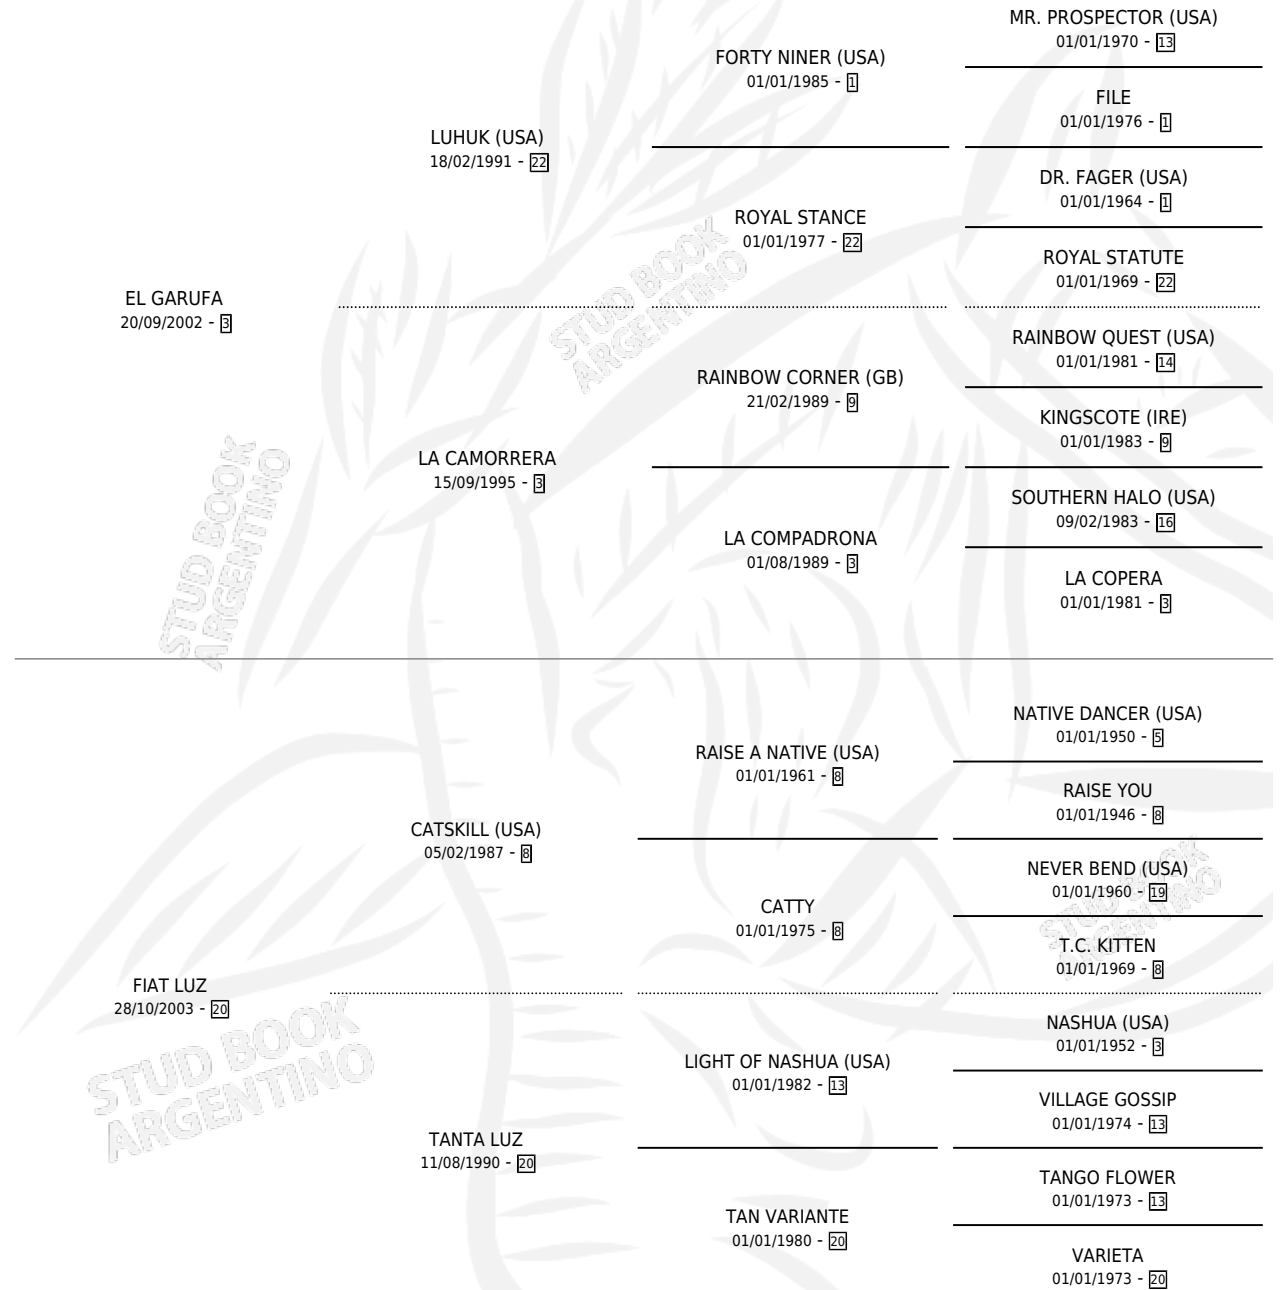 MR. PROSPECTOR (USA)
01/01/1970 - 13
FORTY NINER (USA)
01/01/1985 - 1
FILE
01/01/1976 - 1
LUHUK (USA)
18/02/1991 - 22
DR. FAGER (USA)
01/01/1964 - 1
ROYAL STANCE
01/01/1977 - 22
ROYAL STATUTE
01/01/1969 - 22
EL GARUFA
20/09/2002 - 3
RAINBOW QUEST (USA)
01/01/1981 - 14
RAINBOW CORNER (GB)
21/02/1989 - 9
KINGSCOTE (IRE)
01/01/1983 - 9
LA CAMORRERA
15/09/1995 - 3
SOUTHERN HALO (USA)
09/02/1983 - 16
LA COMPADRONA
01/08/1989 - 3
LA COPERA
01/01/1981 - 3
NATIVE DANCER (USA)
01/01/1950 - 5
RAISE A NATIVE (USA)
01/01/1961 - 8
RAISE YOU
01/01/1946 - 8
CATSKILL (USA)
05/02/1987 - 8
NEVER BEND (USA)
01/01/1960 - 19
CATTY
01/01/1975 - 8
T.C. KITTEN
01/01/1969 - 8
FIAT LUZ
28/10/2003 - 20
NASHUA (USA)
01/01/1952 - 3
LIGHT OF NASHUA (USA)
01/01/1982 - 13
VILLAGE GOSSIP
01/01/1974 - 13
TANTA LUZ
11/08/1990 - 20
TANGO FLOWER
01/01/1973 - 13
TAN VARIANTE
01/01/1980 - 20
VARIETA
01/01/1973 - 20
STUD BOOK
ARGENTINO
STUD BOOK
ARGENTINO
STUD BOOK
ARGENTINO
STUD BOOK
ARGENTINO